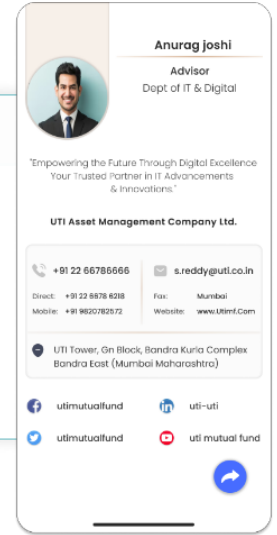 Anurag joshi
Advisor
Dept of IT & Digital
"Empowering the Future Through Digital Excellence
Your Trusted Partner in IT Advancements
& Innovations."
UTI Asset Management Company Ltd.
+91 22 66786666
s.reddy@uti.co.in
Direct: +91 22 6678 6218
Fax: Mumbai
Mobile: +91 9820782572
Website: www.Utimf.Com
UTI Tower, Gn Block, Bandra Kurla Complex
Bandra East (Mumbai Maharashtra)
utimutualfund
uti-uti
utimutualfund
uti mutual fund